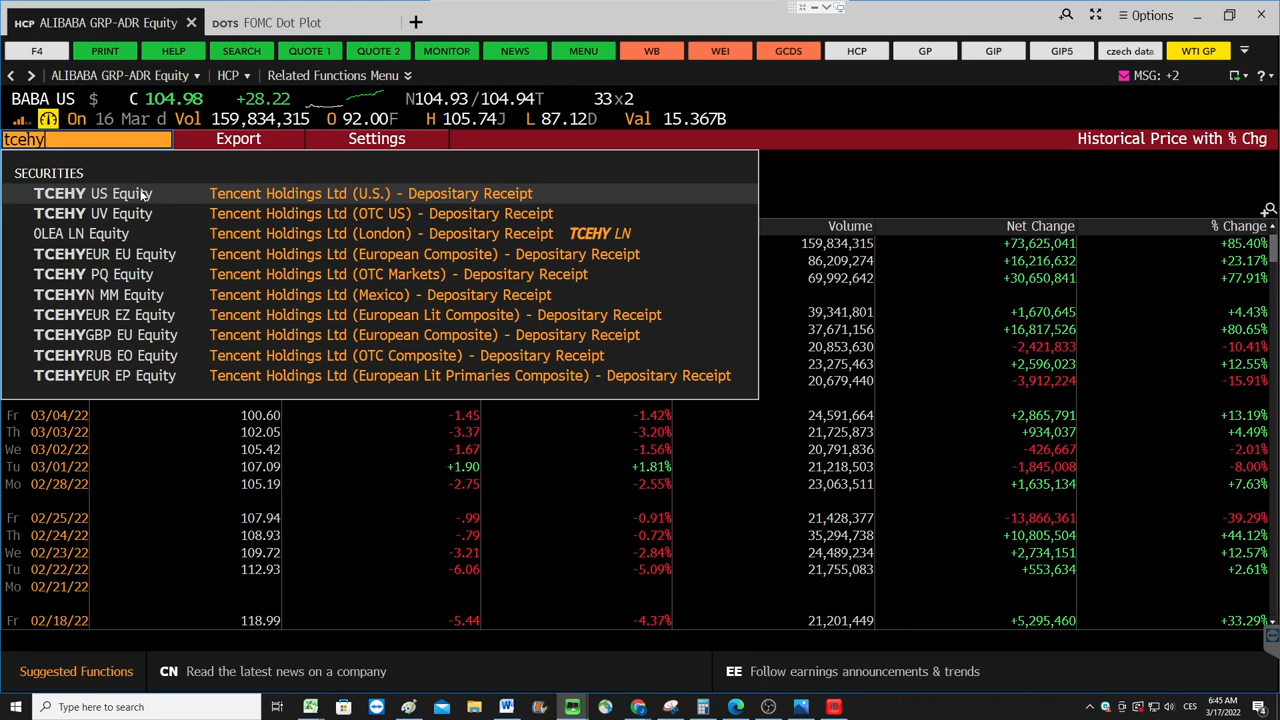 HCP ALIBABA GRP-ADR Equity DOTS FOMC Dot Plot
Options
F4 PRINT HELP SEARCH QUOTE 1 QUOTE 2 MONITOR NEWS MENU WB WEI GCDS HCP GP GIP GIP5 czech data WTI GP
ALIBABA GRP-ADR Equity HCP Related Functions Menu MSG: +2 ?
BABA US $ C 104.98 +28.22 N104.93 /104.94T 33x2
On 16 Mar d Vol 159,834,315 O 92.00F H 105.74J L 87.12D Val 15.367B
tcehy Export Settings Historical Price with % Chg
SECURITIES
TCEHY US Equity Tencent Holdings Ltd (U.S.) - Depositary Receipt
TCEHY UV Equity Tencent Holdings Ltd (OTC US) - Depositary Receipt
0LEA LN Equity Tencent Holdings Ltd (London) - Depositary Receipt TCEHY LN
TCEHYEUR EU Equity Tencent Holdings Ltd (European Composite) - Depositary Receipt
TCEHY PQ Equity Tencent Holdings Ltd (OTC Markets) - Depositary Receipt
TCEHYN MM Equity Tencent Holdings Ltd (Mexico) - Depositary Receipt
TCEHYEUR EZ Equity Tencent Holdings Ltd (European Lit Composite) - Depositary Receipt
TCEHYGBP EU Equity Tencent Holdings Ltd (European Composite) - Depositary Receipt
TCEHYRUB EO Equity Tencent Holdings Ltd (OTC Composite) - Depositary Receipt
TCEHYEUR EP Equity Tencent Holdings Ltd (European Lit Primaries Composite) - Depositary Receipt
Volume Net Change % Change
159,834,315 +73,625,041 +85.40%
86,209,274 +16,216,632 +23.17%
69,992,642 +30,650,841 +77.91%
39,341,801 +1,670,645 +4.43%
37,671,156 +16,817,526 +80.65%
20,853,630 -2,421,833 -10.41%
23,275,463 +2,596,023 +12.55%
20,679,440 -3,912,224 -15.91%
Fr 03/04/22 100.60 -1.45 -1.42% 24,591,664 +2,865,791 +13.19%
Th 03/03/22 102.05 -3.37 -3.20% 21,725,873 +934,037 +4.49%
We 03/02/22 105.42 -1.67 -1.56% 20,791,836 -426,667 -2.01%
Tu 03/01/22 107.09 +1.90 +1.81% 21,218,503 -1,845,008 -8.00%
Mo 02/28/22 105.19 -2.75 -2.55% 23,063,511 +1,635,134 +7.63%
Fr 02/25/22 107.94 -.99 -0.91% 21,428,377 -13,866,361 -39.29%
Th 02/24/22 108.93 -.79 -0.72% 35,294,738 +10,805,504 +44.12%
We 02/23/22 109.72 -3.21 -2.84% 24,489,234 +2,734,151 +12.57%
Tu 02/22/22 112.93 -6.06 -5.09% 21,755,083 +553,634 +2.61%
Mo 02/21/22
Fr 02/18/22 118.99 -5.44 -4.37% 21,201,449 +5,295,460 +33.29%
Suggested Functions CN Read the latest news on a company EE Follow earnings announcements & trends
Type here to search CZ 6:45 AM
3/17/2022